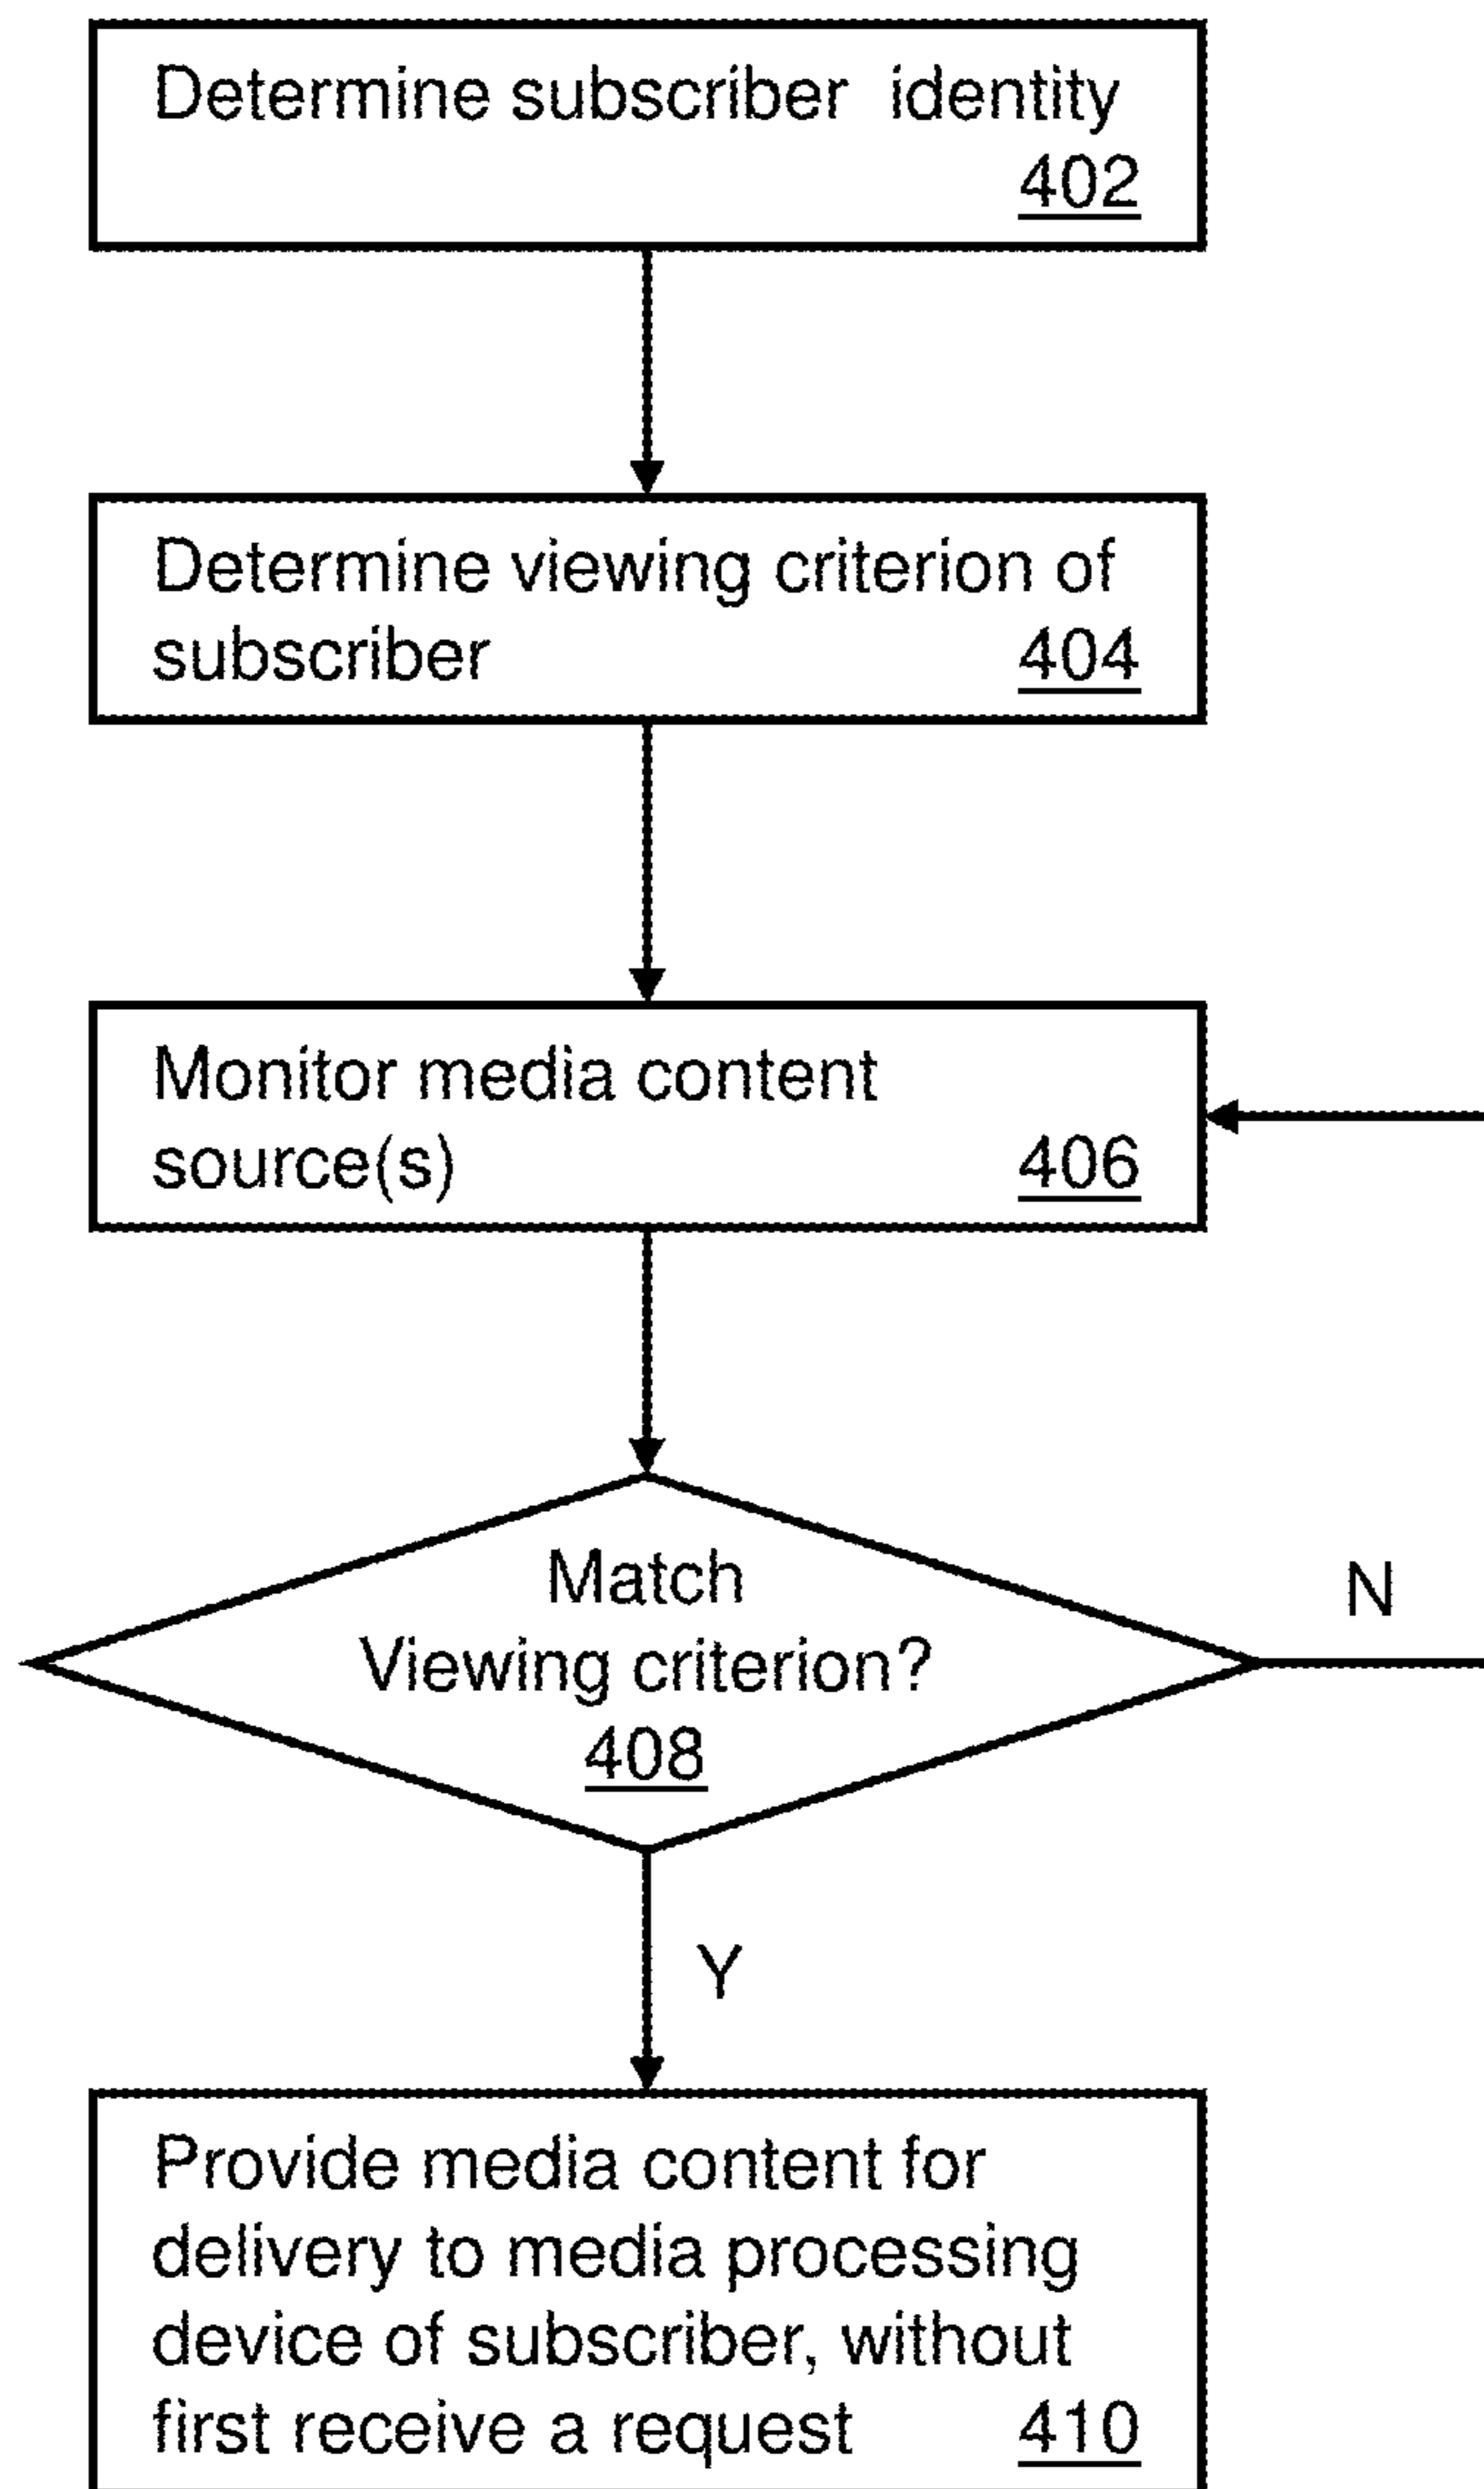 Determine subscriber identity
402
Determine viewing criterion of
subscriber 404
Monitor media content
source(s) 406
Match
Viewing criterion?
408
N
Y
Provide media content for
delivery to media processing
device of subscriber, without
first receive a request 410